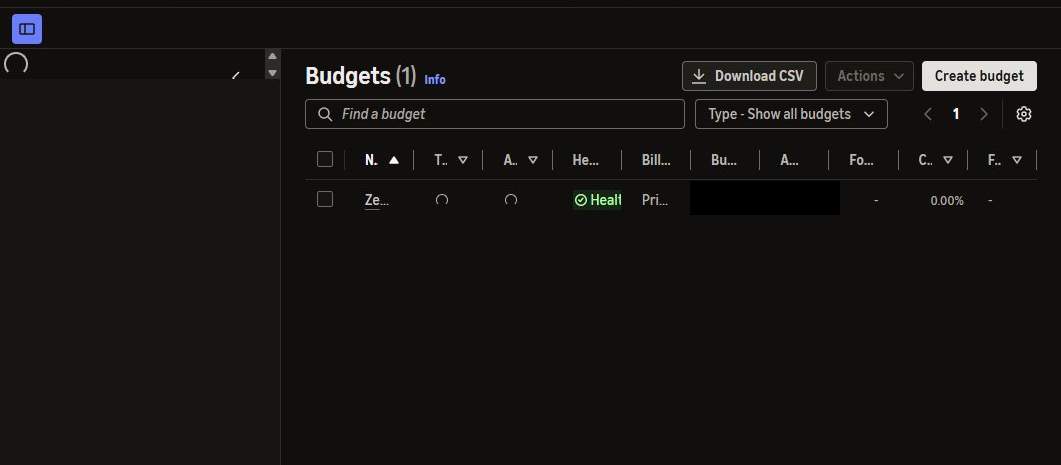 Budgets (1) Info
Download CSV
Actions
Create budget
Find a budget
Type - Show all budgets
1
N.. T.. A.. He... Bill... Bu... A... Fo... C.. F..
Ze... Healt Pri... - 0.00% -